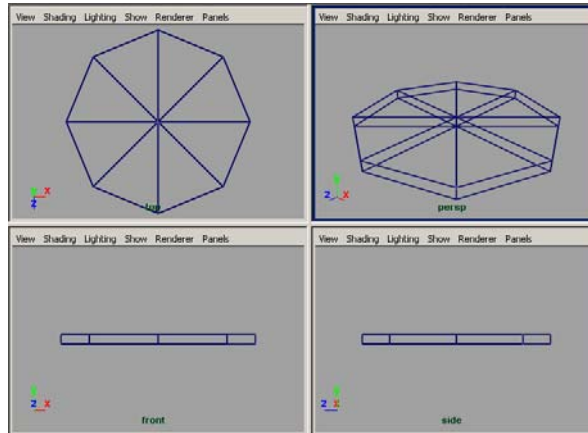 View Shading Lighting Show Renderer Panels
View Shading Lighting Show Renderer Panels
Y X
Z
top
Y
Z X
persp
View Shading Lighting Show Renderer Panels
View Shading Lighting Show Renderer Panels
Y
Z X
front
Y
Z X
side